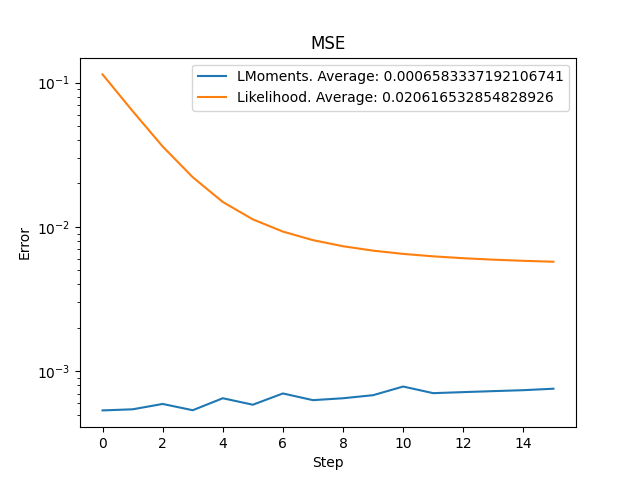 MSE
LMoments. Average: 0.0006583337192106741
Likelihood. Average: 0.020616532854828926
Error
10⁻¹
10⁻²
10⁻³
0 2 4 6 8 10 12 14
Step